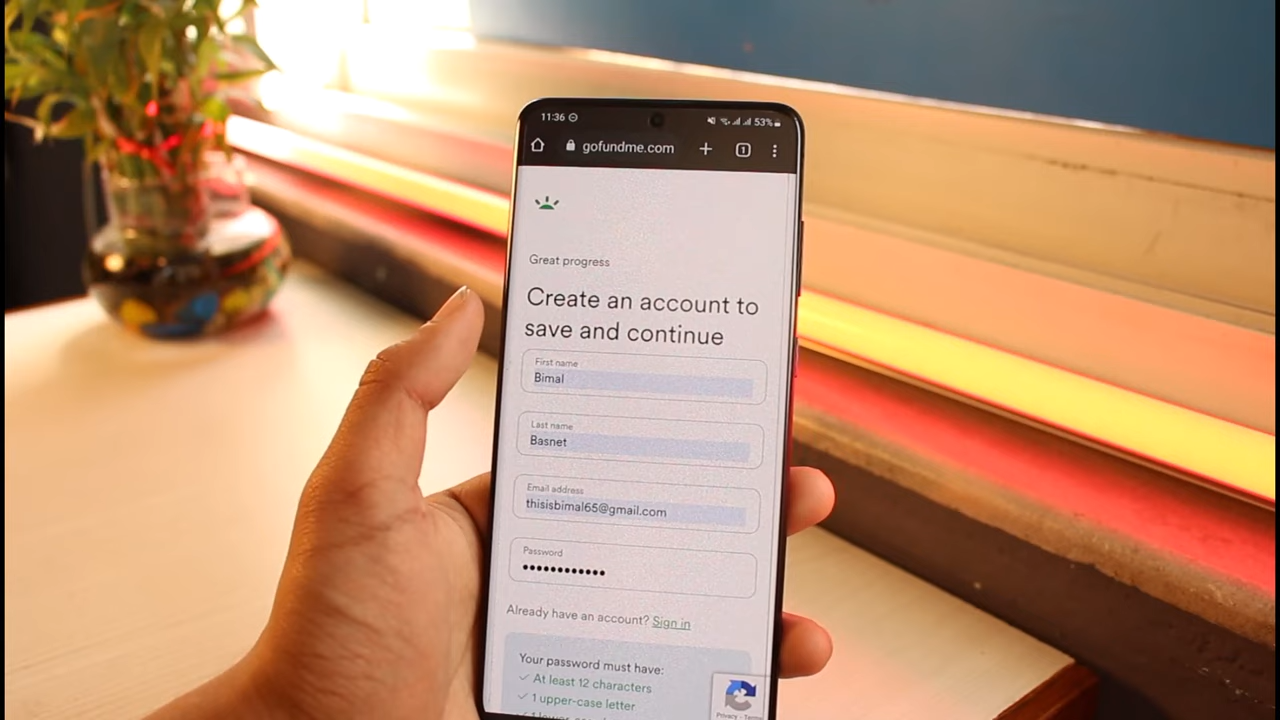 11:36
53%
gofundme.com
1
Great progress
Create an account to
save and continue
First name
Bimal
Last name
Basnet
Email address
thisisbimal65@gmail.com
Password
••••••••••••
Already have an account? Sign in
Your password must have:
✓ At least 12 characters
✓ 1 upper-case letter
Privacy - Terms